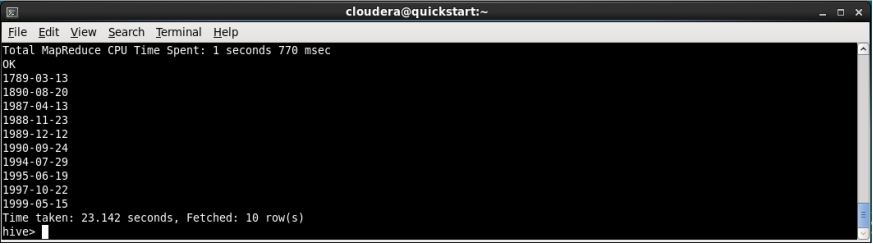 cloudera@quickstart:~
File Edit View Search Terminal Help
Total MapReduce CPU Time Spent: 1 seconds 770 msec
OK
1789-03-13
1890-08-20
1987-04-13
1988-11-23
1989-12-12
1990-09-24
1994-07-29
1995-06-19
1997-10-22
1999-05-15
Time taken: 23.142 seconds, Fetched: 10 row(s)
hive>